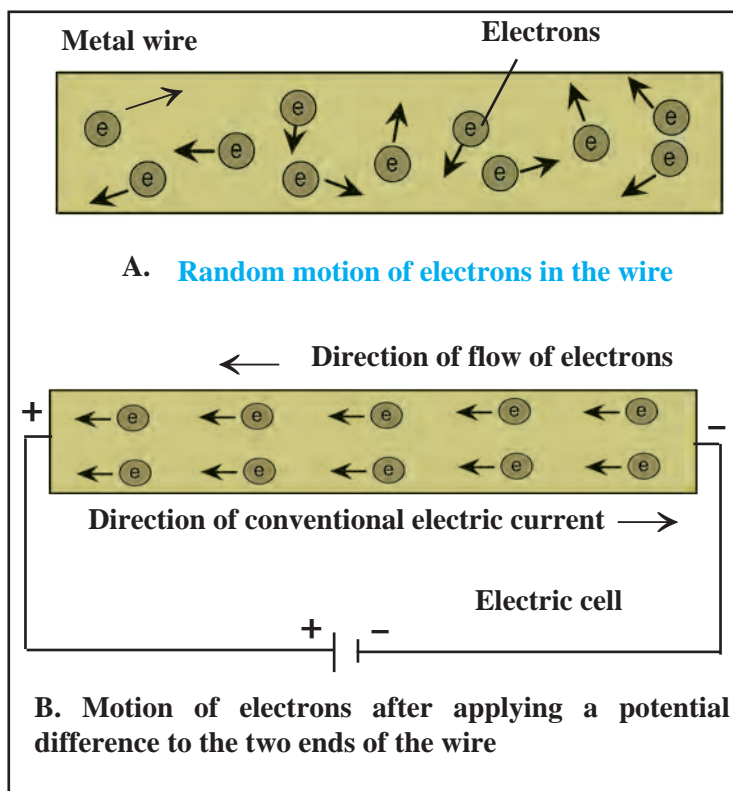 Metal wire
Electrons
e
e
e
e
e
e
e
e
e
e
e
A. Random motion of electrons in the wire
Direction of flow of electrons
+
−
e e e e e
e e e e e
Direction of conventional electric current
Electric cell
+ −
B. Motion of electrons after applying a potential
difference to the two ends of the wire